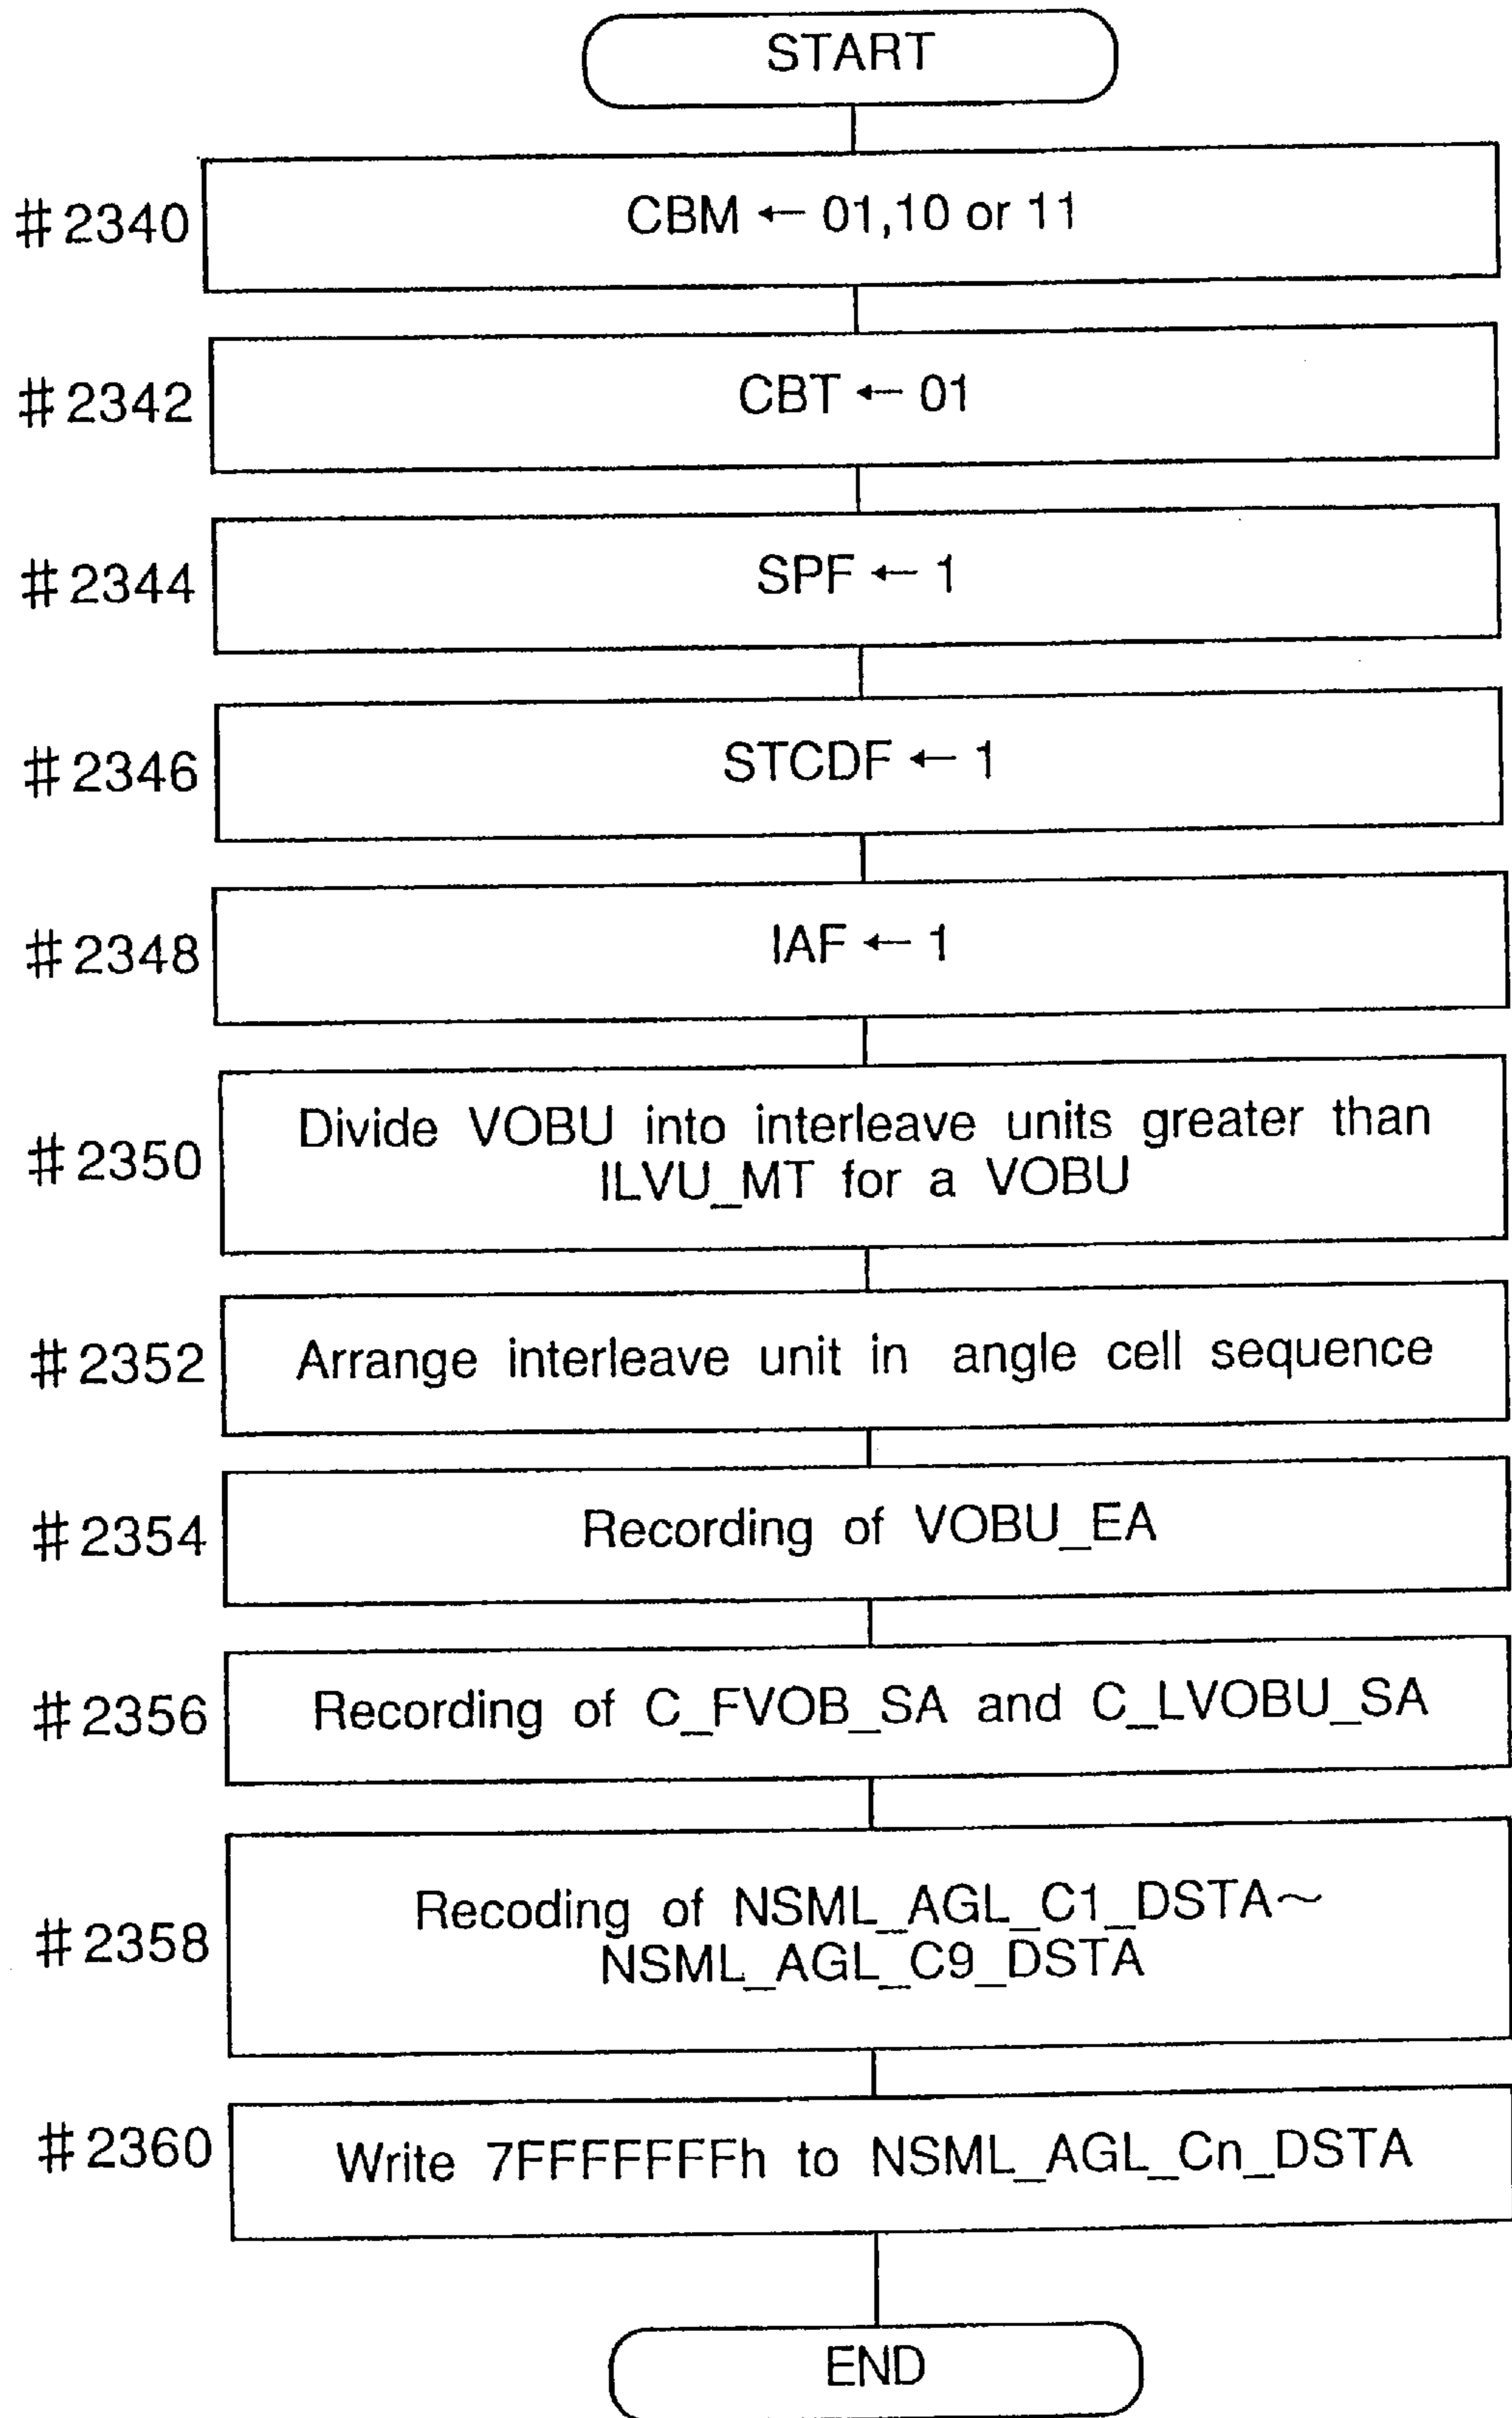 START
#2340 CBM ← 01,10 or 11
#2342 CBT ← 01
#2344 SPF ← 1
#2346 STCDF ← 1
#2348 IAF ← 1
#2350 Divide VOBU into interleave units greater than
ILVU_MT for a VOBU
#2352 Arrange interleave unit in angle cell sequence
#2354 Recording of VOBU_EA
#2356 Recording of C_FVOB_SA and C_LVOBU_SA
#2358 Recoding of NSML_AGL_C1_DSTA~
NSML_AGL_C9_DSTA
#2360 Write 7FFFFFFFh to NSML_AGL_Cn_DSTA
END